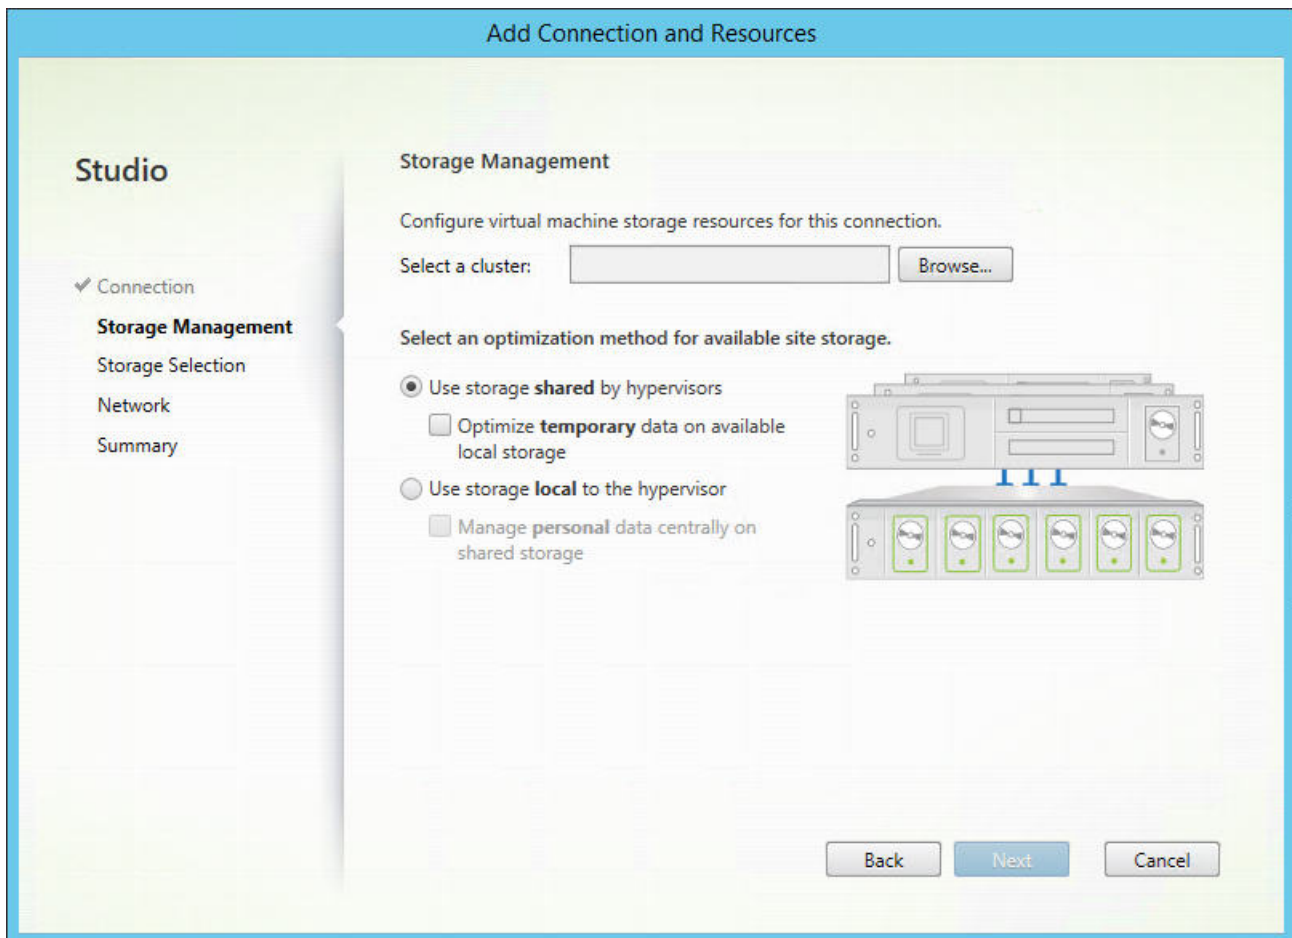 Add Connection and Resources
Studio
Connection
Storage Management
Storage Selection
Network
Summary
Storage Management
Configure virtual machine storage resources for this connection.
Select a cluster:
Browse...
Select an optimization method for available site storage.
Use storage shared by hypervisors
Optimize temporary data on available
local storage
Use storage local to the hypervisor
Manage personal data centrally on
shared storage
Back
Next
Cancel